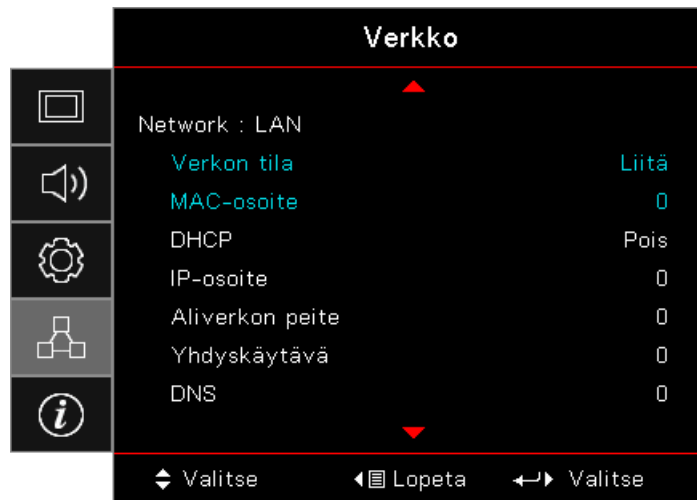 Verkko
Network : LAN
Verkon tila Liitä
MAC-osoite 0
DHCP Pois
IP-osoite 0
Aliverkon peite 0
Yhdyskäytävä 0
DNS 0
Valitse Lopeta Valitse